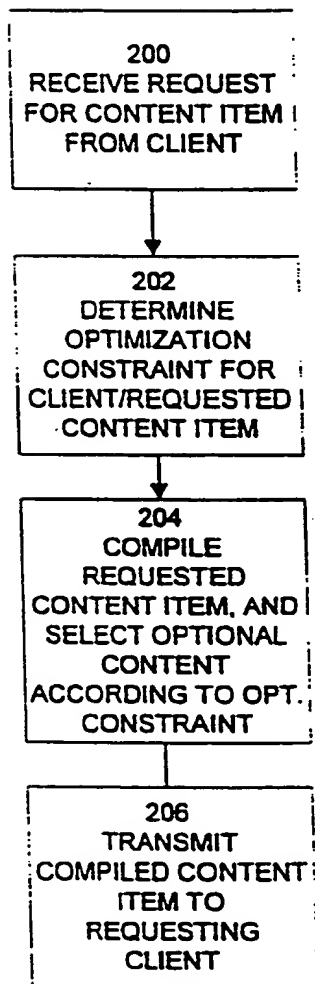 200
RECEIVE REQUEST
FOR CONTENT ITEM
FROM CLIENT
202
DETERMINE
OPTIMIZATION
CONSTRAINT FOR
CLIENT/REQUESTED
CONTENT ITEM
204
COMPILE
REQUESTED
CONTENT ITEM, AND
SELECT OPTIONAL
CONTENT
ACCORDING TO OPT.
CONSTRAINT
206
TRANSMIT
COMPILED CONTENT
ITEM TO
REQUESTING
CLIENT